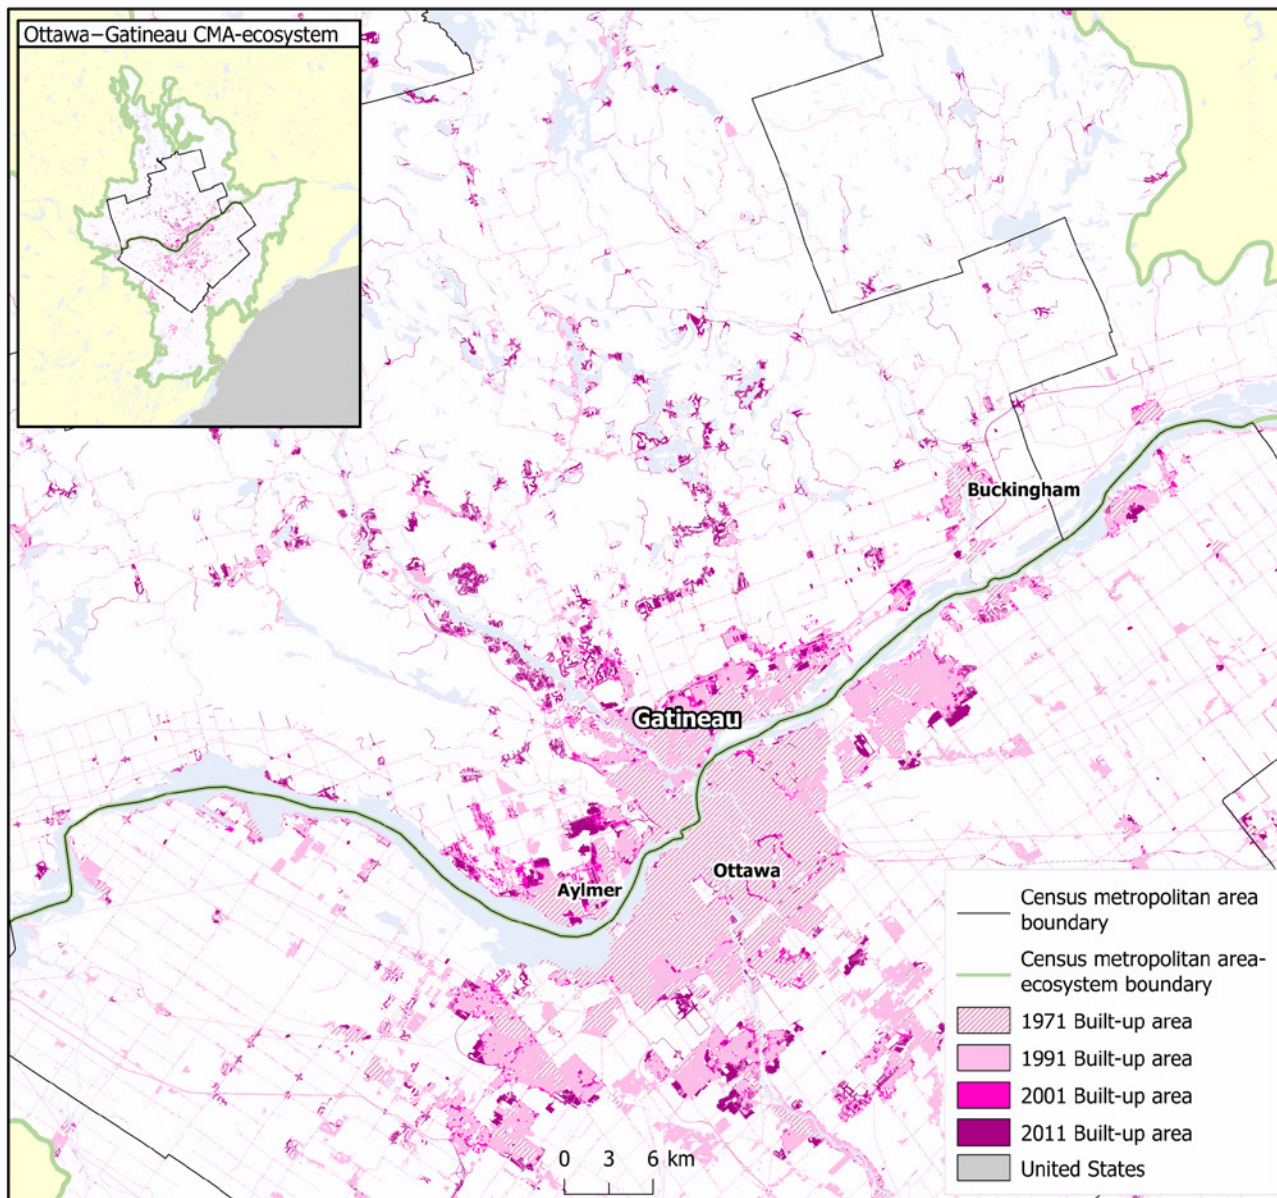 Ottawa–Gatineau CMA-ecosystem
Buckingham
Gatineau
Ottawa
Aylmer
Census metropolitan area
boundary
Census metropolitan area-
ecosystem boundary
1971 Built-up area
1991 Built-up area
2001 Built-up area
2011 Built-up area
United States
0 3 6 km